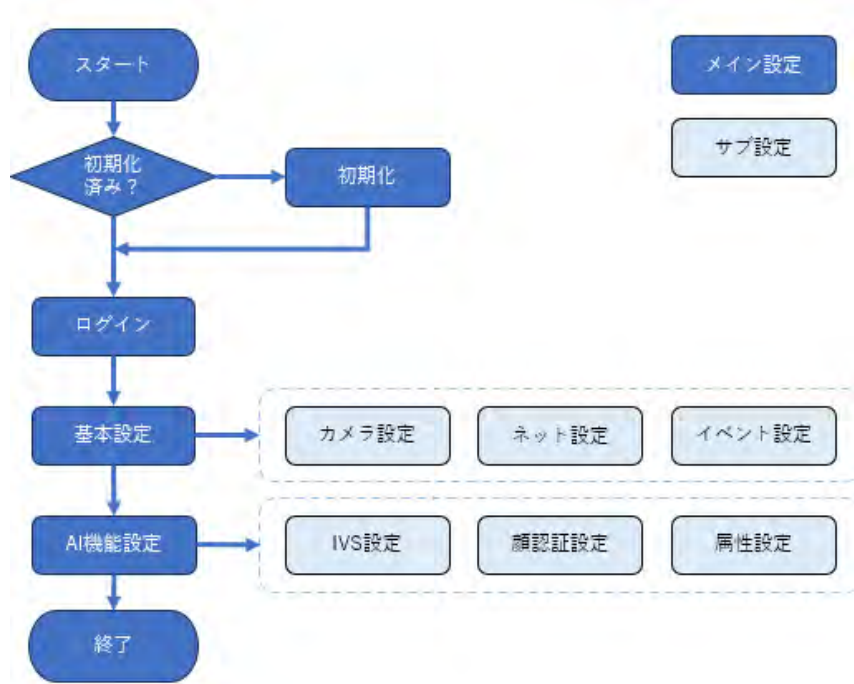 スタート
メイン設定
サブ設定
初期化
済み？
初期化
ログイン
基本設定
カメラ設定
ネット設定
イベント設定
AI機能設定
IVS設定
顔認証設定
属性設定
終了